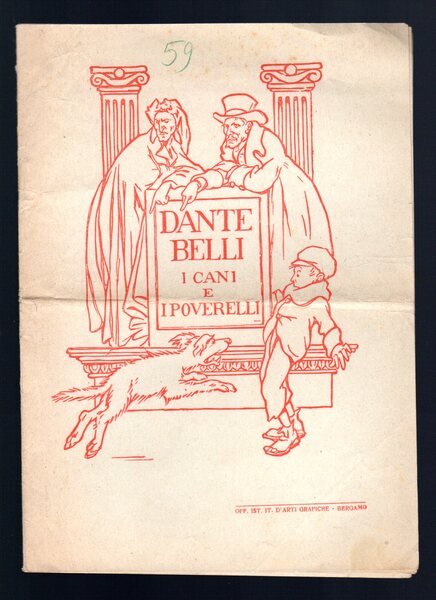 59
DANTE
BELLI
I CANI
E
I POVERELLI
OFF. IST. IT. D'ARTI GRAFICHE - BERGAMO